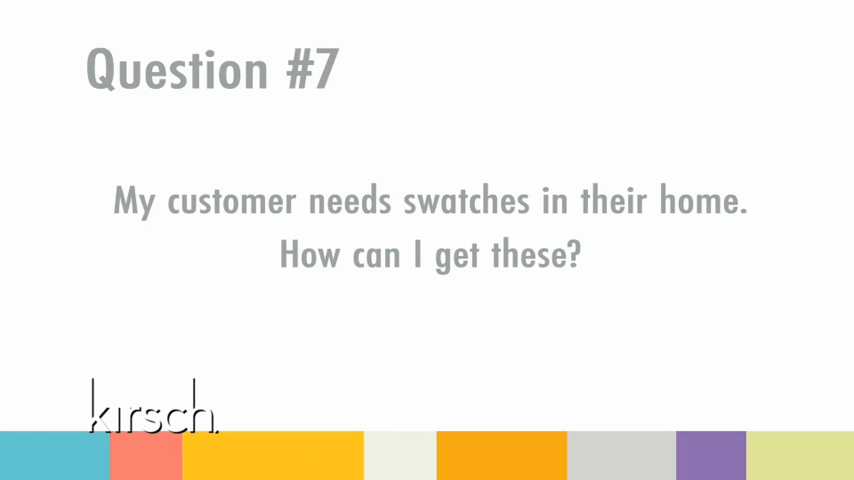 Question #7
My customer needs swatches in their home.
How can I get these?
kirsch.